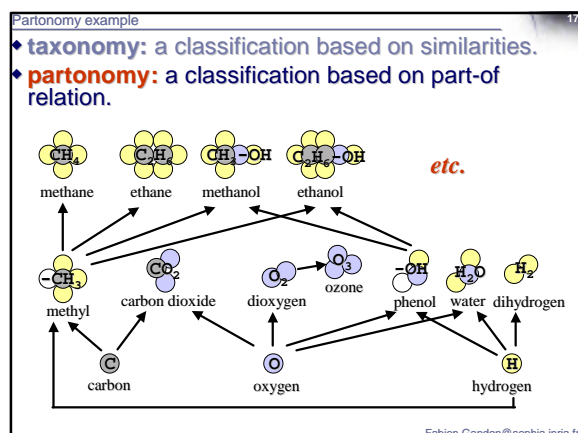 Partonomy example
17
taxonomy: a classification based on similarities.
partonomy: a classification based on part-of
relation.
CH4
C2H6
CH3-OH
C2H6-OH
etc.
methane
ethane
methanol
ethanol
-CH3
CO2
O2
O3
-OH
H2O
H2
methyl
carbon dioxide
dioxygen
ozone
phenol
water
dihydrogen
C
O
H
carbon
oxygen
hydrogen